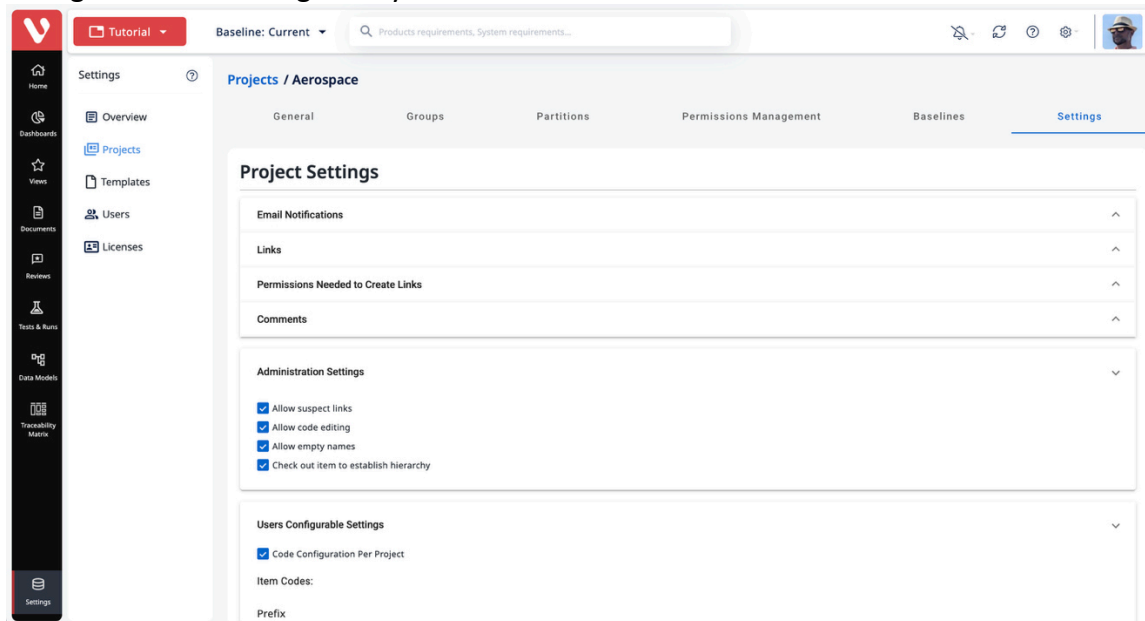 Tutorial
Baseline: Current
Products requirements, System requirements...
Home
Dashboards
Views
Documents
Reviews
Tests & Runs
Data Models
Traceability
Matrix
Settings
Settings
Overview
Projects
Templates
Users
Licenses
Projects / Aerospace
General Groups Partitions Permissions Management Baselines Settings
Project Settings
Email Notifications
Links
Permissions Needed to Create Links
Comments
Administration Settings
Allow suspect links
Allow code editing
Allow empty names
Check out item to establish hierarchy
Users Configurable Settings
Code Configuration Per Project
Item Codes:
Prefix